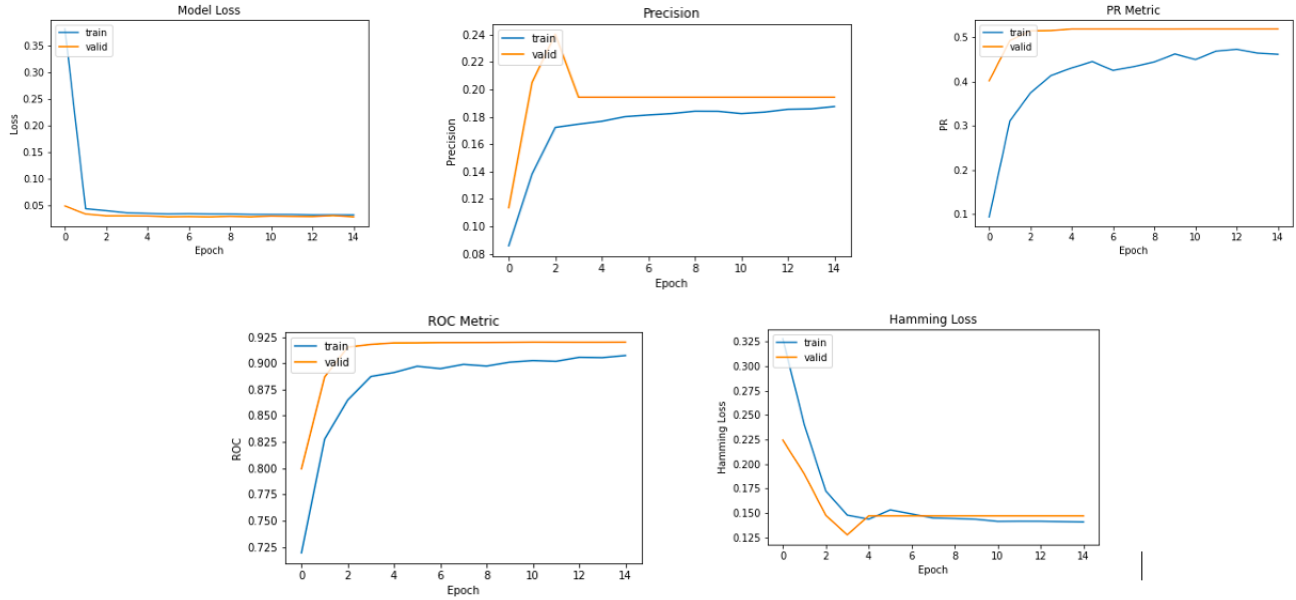 Model Loss
train
valid
0.35
0.30
0.25
0.20
0.15
0.10
0.05
Loss
0 2 4 6 8 10 12 14
Epoch
Precision
train
valid
0.24
0.22
0.20
0.18
0.16
0.14
0.12
0.10
0.08
Precision
0 2 4 6 8 10 12 14
Epoch
PR Metric
train
valid
0.5
0.4
0.3
0.2
0.1
PR
0 2 4 6 8 10 12 14
Epoch
ROC Metric
train
valid
0.925
0.900
0.875
0.850
0.825
0.800
0.775
0.750
0.725
ROC
0 2 4 6 8 10 12 14
Epoch
Hamming Loss
train
valid
0.325
0.300
0.275
0.250
0.225
0.200
0.175
0.150
0.125
Hamming Loss
0 2 4 6 8 10 12 14
Epoch